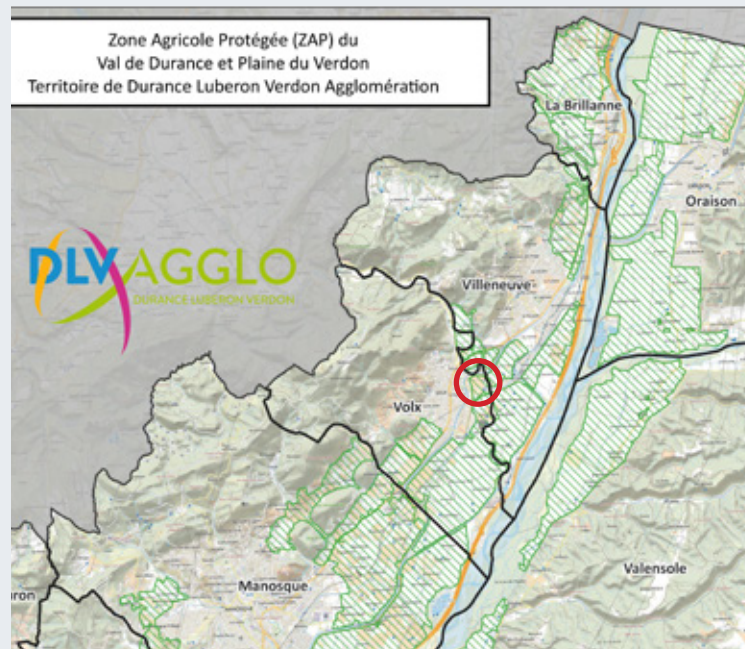 Zone Agricole Protégée (ZAP) du
Val de Durance et Plaine du Verdon
Territoire de Durance Luberon Verdon Agglomération
La Brillanne
Oraison
DLVAGGLO
DURANCE LUBERON VERDON
Villeneuve
Volx
Valensole
Manosque